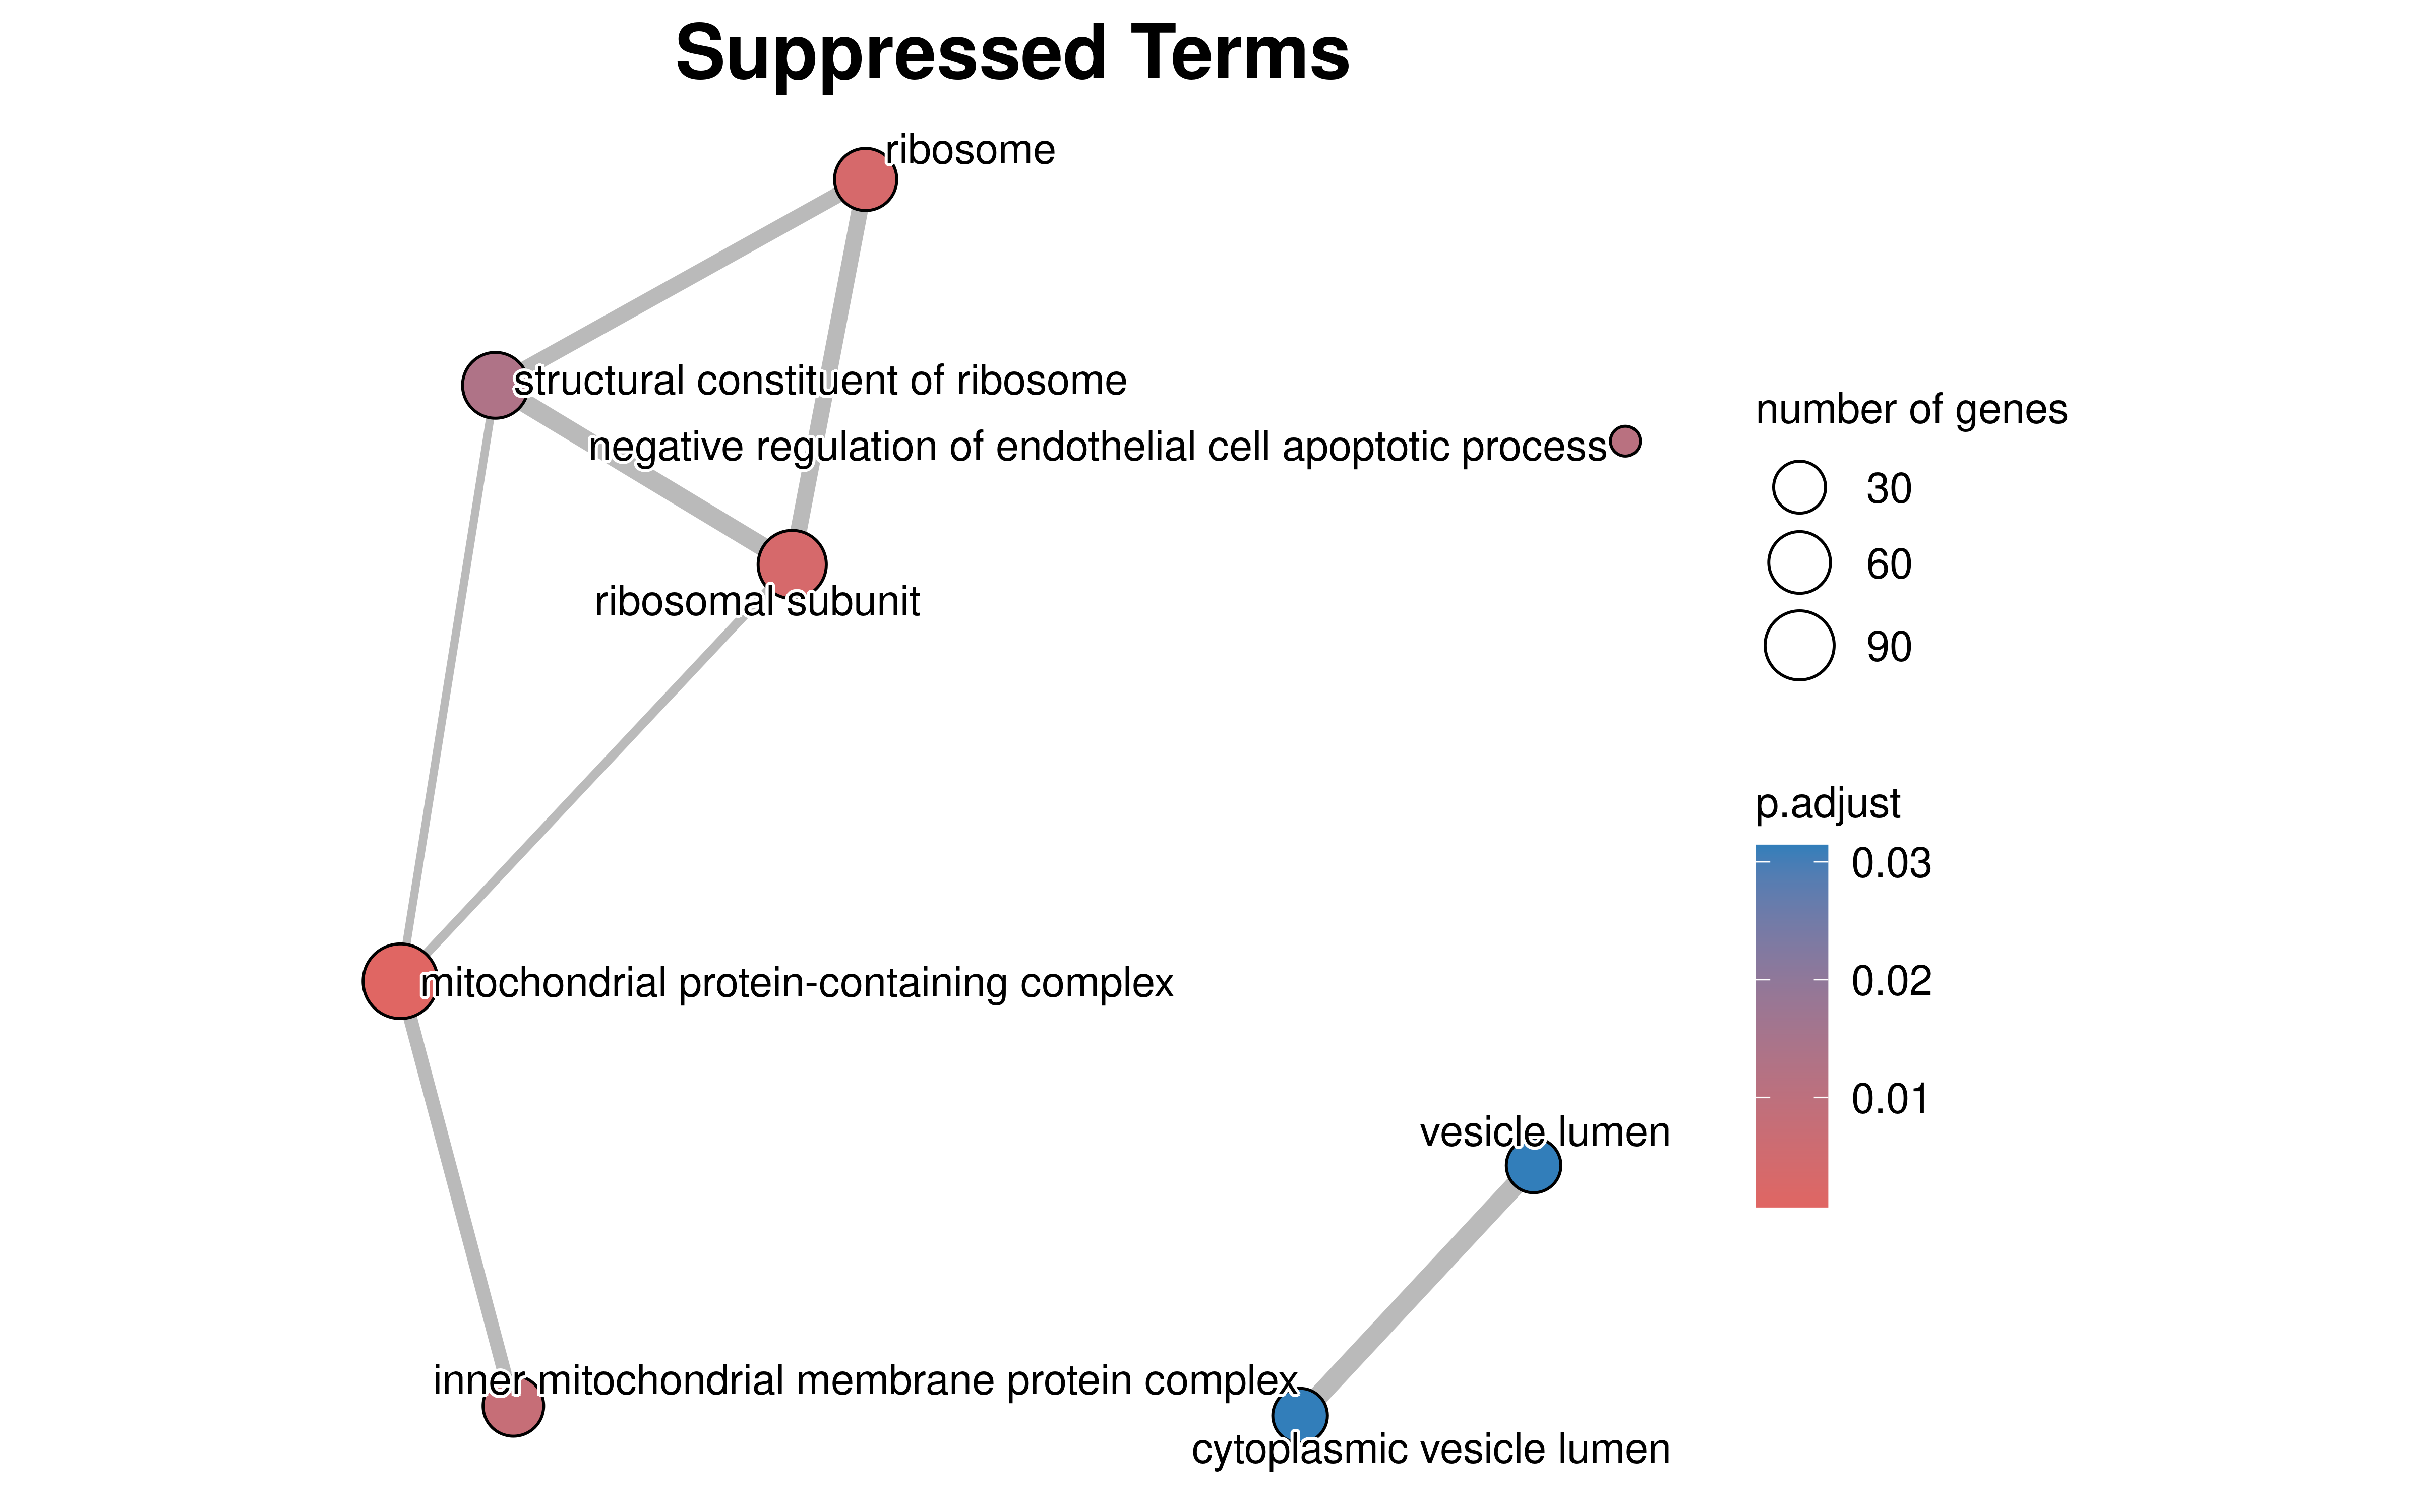 Suppressed Terms
ribosome
structural constituent of ribosome
negative regulation of endothelial cell apoptotic process
ribosomal subunit
mitochondrial protein-containing complex
vesicle lumen
inner mitochondrial membrane protein complex
cytoplasmic vesicle lumen
number of genes
30
60
90
p.adjust
0.03
0.02
0.01